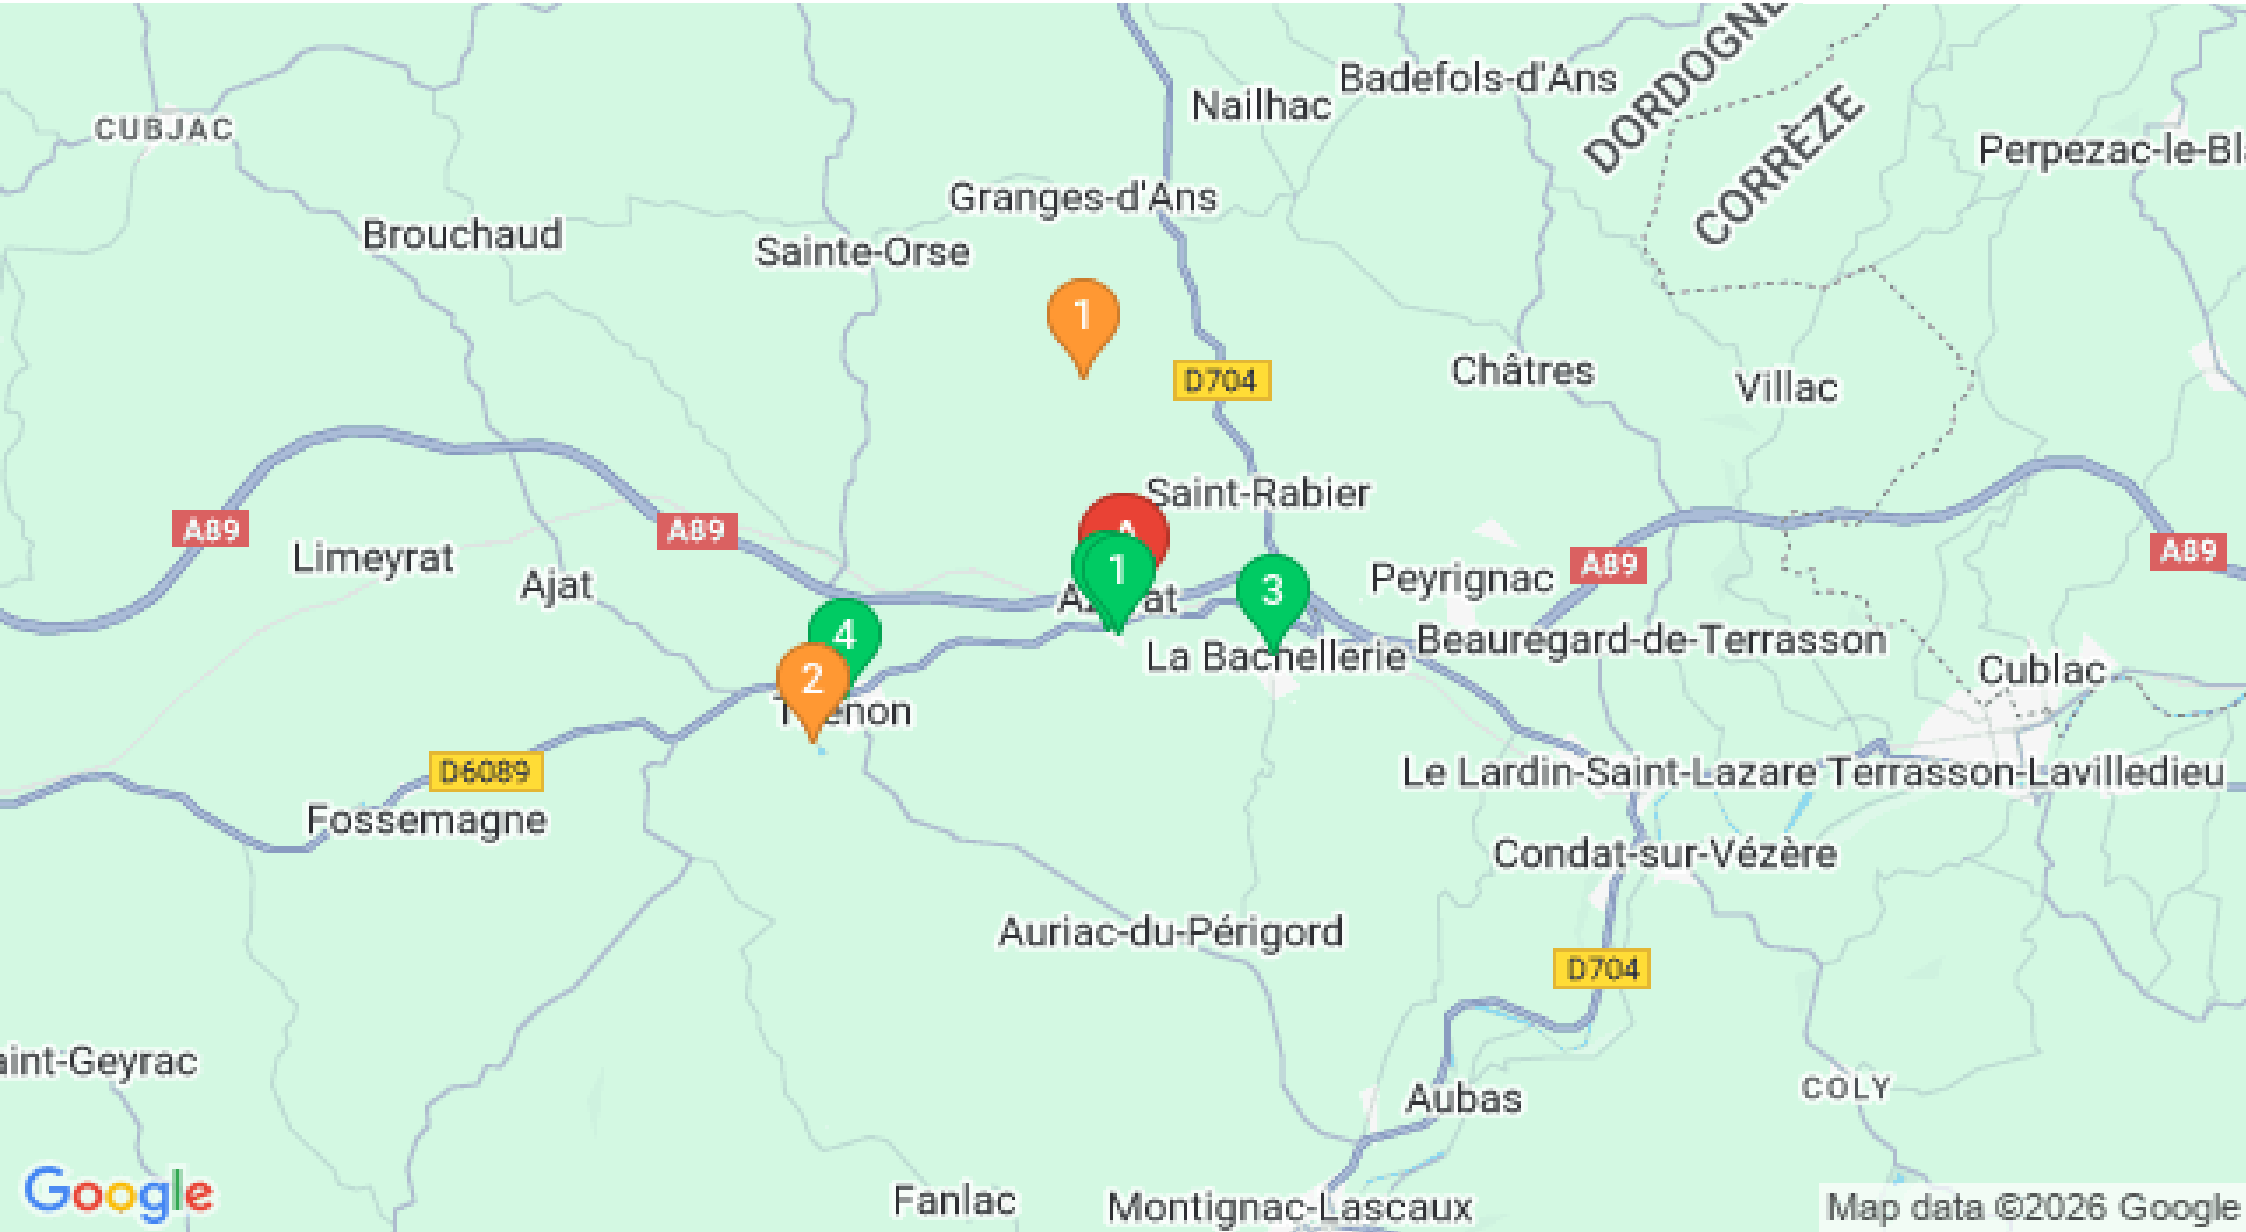 DORDOGNE
Badefols-d'Ans
Nailhac
CORRÈZE
CUBJAC
Perpezac-le-Bl
Granges-d'Ans
Brouchaud
Sainte-Orse
1
D704
Châtres
Villac
Saint-Rabier
A89
A89
A
Limeyrat
Ajat
1
3
Peyrignac
A89
A89
4
La Bachellerie
Beauregard-de-Terrasson
Cublac
2
D6089
Le Lardin-Saint-Lazare
Terrasson-Lavilledieu
Fossemagne
Condat-sur-Vézère
Auriac-du-Périgord
D704
aint-Geyrac
Aubas
COLY
Google
Fanlac
Montignac-Lascaux
Map data ©2026 Google